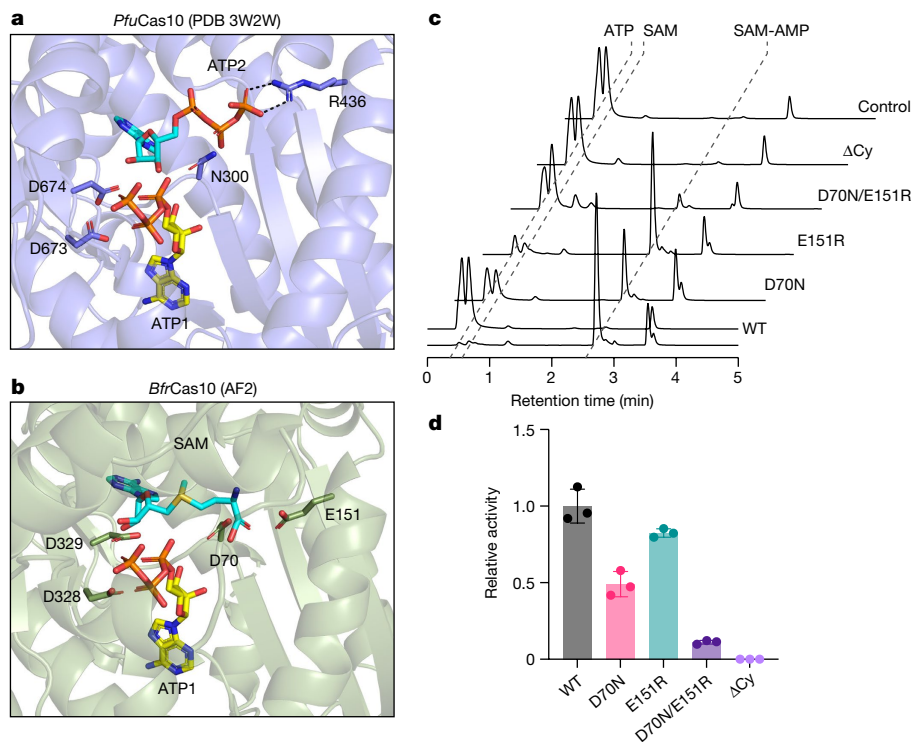 a
PfuCas10 (PDB 3W2W)
ATP2
R436
N300
D674
D673
ATP1
b
BfrCas10 (AF2)
SAM
E151
D329
D70
D328
ATP1
c
ATP SAM SAM-AMP
Control
ΔCy
D70N/E151R
E151R
D70N
WT
0 1 2 3 4 5
Retention time (min)
d
Relative activity
1.5
1.0
0.5
0
WT D70N E151R D70N/E151R ΔCy